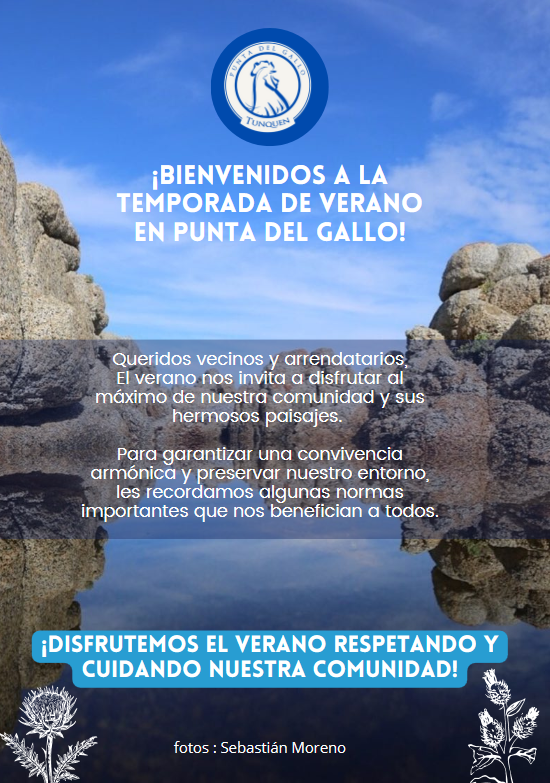 PUNTA DEL GALLO
TUNQUEN
¡BIENVENIDOS A LA
TEMPORADA DE VERANO
EN PUNTA DEL GALLO!
Queridos vecinos y arrendatarios,
El verano nos invita a disfrutar al
máximo de nuestra comunidad y sus
hermosos paisajes.
Para garantizar una convivencia
armónica y preservar nuestro entorno,
les recordamos algunas normas
importantes que nos benefician a todos.
¡DISFRUTEMOS EL VERANO RESPETANDO Y
CUIDANDO NUESTRA COMUNIDAD!
fotos : Sebastián Moreno